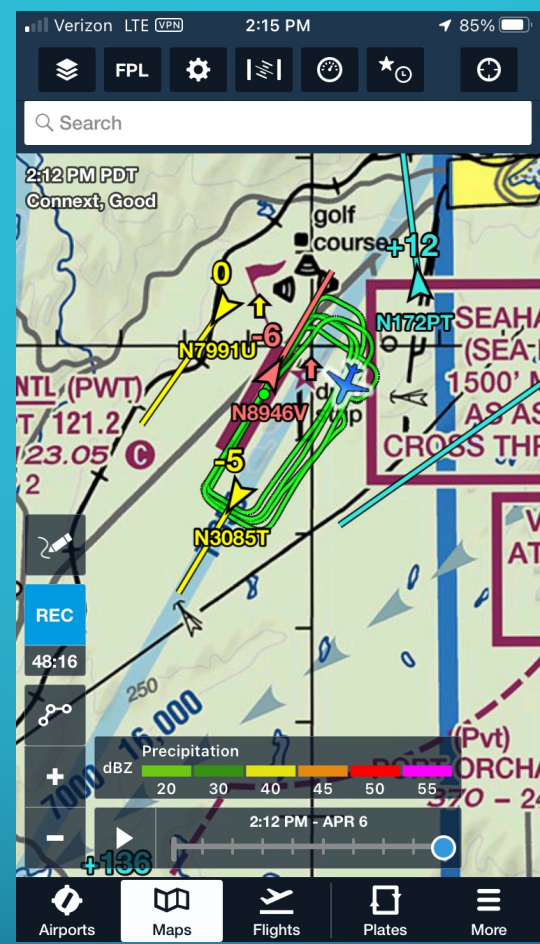 Verizon LTE VPN 2:15 PM 85%
FPL
Search
2:12 PM PDT
Connext, Good
golf
course
+12
0
-6
N7991U
N172PT
N8946V
SEAHA
(SEA
1500' M
AS AS
CROSS THR
NTL (PWT)
T 121.2
23.05 C
2
-5
N3085T
V
AT
REC
48:16
250
16,000
7000
(Pvt)
PORT ORCHA
370 - 24
Precipitation
dBZ
20 30 40 45 50 55
2:12 PM - APR 6
+136
Airports Maps Flights Plates More